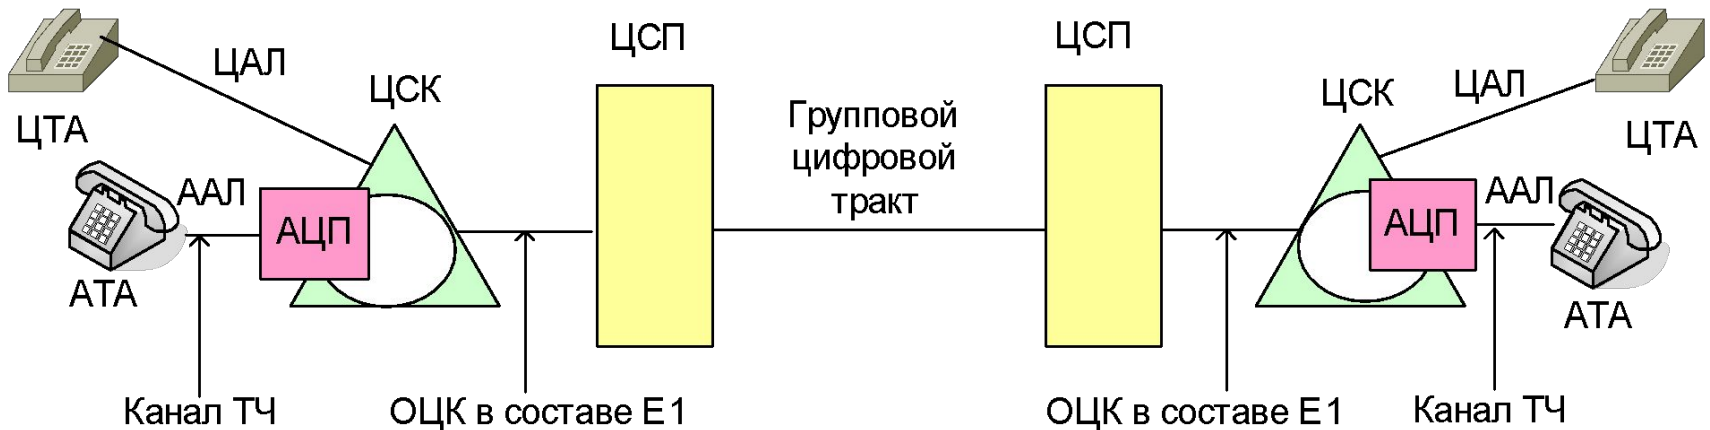 ЦСП
ЦСП
ЦАЛ
ЦСК
ЦСК
ЦАЛ
ЦТА
Групповой
цифровой
тракт
ЦТА
ААЛ
АЦП
АЦП
ААЛ
АТА
АТА
Канал ТЧ
ОЦК в составе Е1
ОЦК в составе Е1
Канал ТЧ